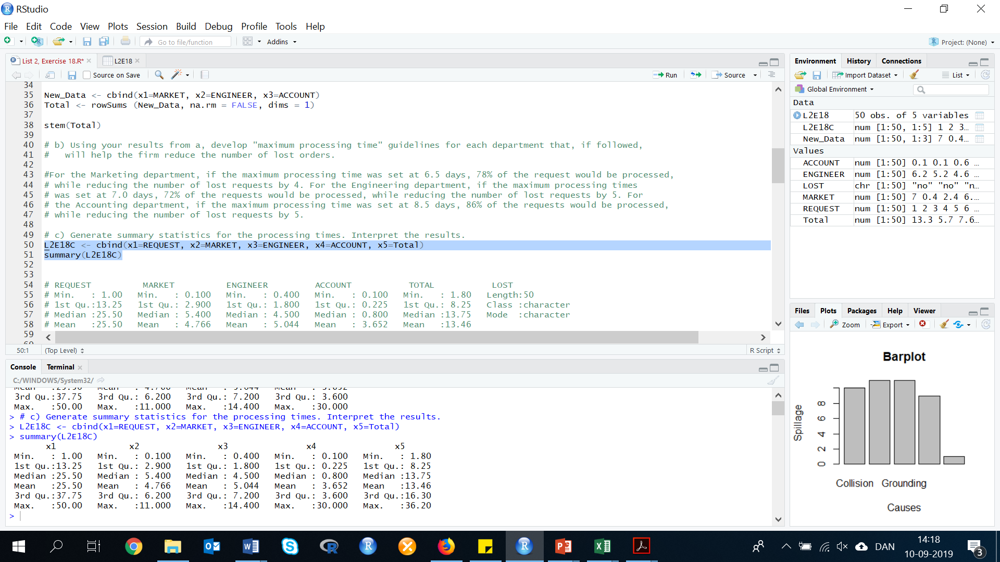 RStudio
File Edit Code View Plots Session Build Debug Profile Tools Help
Go to file/function Addins Project: (None)
List 2, Exercise 18.R* L2E18
Source on Save Run Source
34
35 New_Data <- cbind(x1=MARKET, x2=ENGINEER, x3=ACCOUNT)
36 Total <- rowSums (New_Data, na.rm = FALSE, dims = 1)
37
38 stem(Total)
39
40 # b) Using your results from a, develop "maximum processing time" guidelines for each department that, if followed,
41 #   will help the firm reduce the number of lost orders.
42
43 #For the Marketing department, if the maximum processing time was set at 6.5 days, 78% of the request would be processed,
44 # while reducing the number of lost requests by 4. For the Engineering department, if the maximum processing times
45 # was set at 7.0 days, 72% of the requests would be processed, while reducing the number of lost requests by 5. For
46 # the Accounting department, if the maximum processing time was set at 8.5 days, 86% of the requests would be processed,
47 # while reducing the number of lost requests by 5.
48
49 # c) Generate summary statistics for the processing times. Interpret the results.
50 L2E18C <- cbind(x1=REQUEST, x2=MARKET, x3=ENGINEER, x4=ACCOUNT, x5=Total)
51 summary(L2E18C)
52
53
54 # REQUEST MARKET ENGINEER ACCOUNT TOTAL LOST
55 # Min. : 1.00 Min. : 0.100 Min. : 0.400 Min. : 0.100 Min. : 1.80 Length:50
56 # 1st Qu.:13.25 1st Qu.: 2.900 1st Qu.: 1.800 1st Qu.: 0.225 1st Qu.: 8.25 Class :character
57 # Median :25.50 Median : 5.400 Median : 4.500 Median : 0.800 Median :13.75 Mode :character
58 # Mean :25.50 Mean : 4.766 Mean : 5.044 Mean : 3.652 Mean :13.46
59
60
50:1 (Top Level) R Script
Console Terminal
C:/WINDOWS/System32/
Mean :25.50 Mean : 4.766 Mean : 5.044 Mean : 3.652
3rd Qu.:37.75 3rd Qu.: 6.200 3rd Qu.: 7.200 3rd Qu.: 3.600
Max. :50.00 Max. :11.000 Max. :14.400 Max. :30.000
> # c) Generate summary statistics for the processing times. Interpret the results.
> L2E18C <- cbind(x1=REQUEST, x2=MARKET, x3=ENGINEER, x4=ACCOUNT, x5=Total)
> summary(L2E18C)
x1 x2 x3 x4 x5
Min. : 1.00 Min. : 0.100 Min. : 0.400 Min. : 0.100 Min. : 1.80
1st Qu.:13.25 1st Qu.: 2.900 1st Qu.: 1.800 1st Qu.: 0.225 1st Qu.: 8.25
Median :25.50 Median : 5.400 Median : 4.500 Median : 0.800 Median :13.75
Mean :25.50 Mean : 4.766 Mean : 5.044 Mean : 3.652 Mean :13.46
3rd Qu.:37.75 3rd Qu.: 6.200 3rd Qu.: 7.200 3rd Qu.: 3.600 3rd Qu.:16.30
Max. :50.00 Max. :11.000 Max. :14.400 Max. :30.000 Max. :36.20
>
Environment History Connections
Import Dataset List
Global Environment
Data
L2E18 50 obs. of 5 variables
L2E18C num [1:50, 1:5] 1 2 3…
New_Data num [1:50, 1:3] 7 0.4…
Values
ACCOUNT num [1:50] 0.1 0.1 0.6 …
ENGINEER num [1:50] 6.2 5.2 4.6 …
LOST chr [1:50] "no" "no" "n…
MARKET num [1:50] 7 0.4 2.4 6.…
REQUEST num [1:50] 1 2 3 4 5 6 …
Total num [1:50] 13.3 5.7 7.6…
Files Plots Packages Help Viewer
Zoom Export
Barplot
Spillage
8
6
4
2
0
Collision Grounding
Causes
DAN
14:18
10-09-2019
3